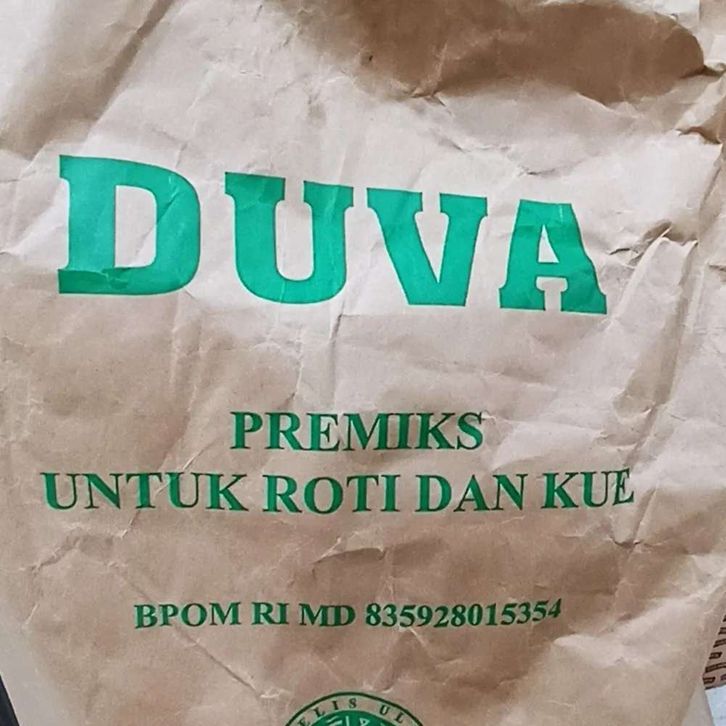 DUVA
PREMIKS
UNTUK ROTI DAN KUE
BPOM RI MD 835928015354